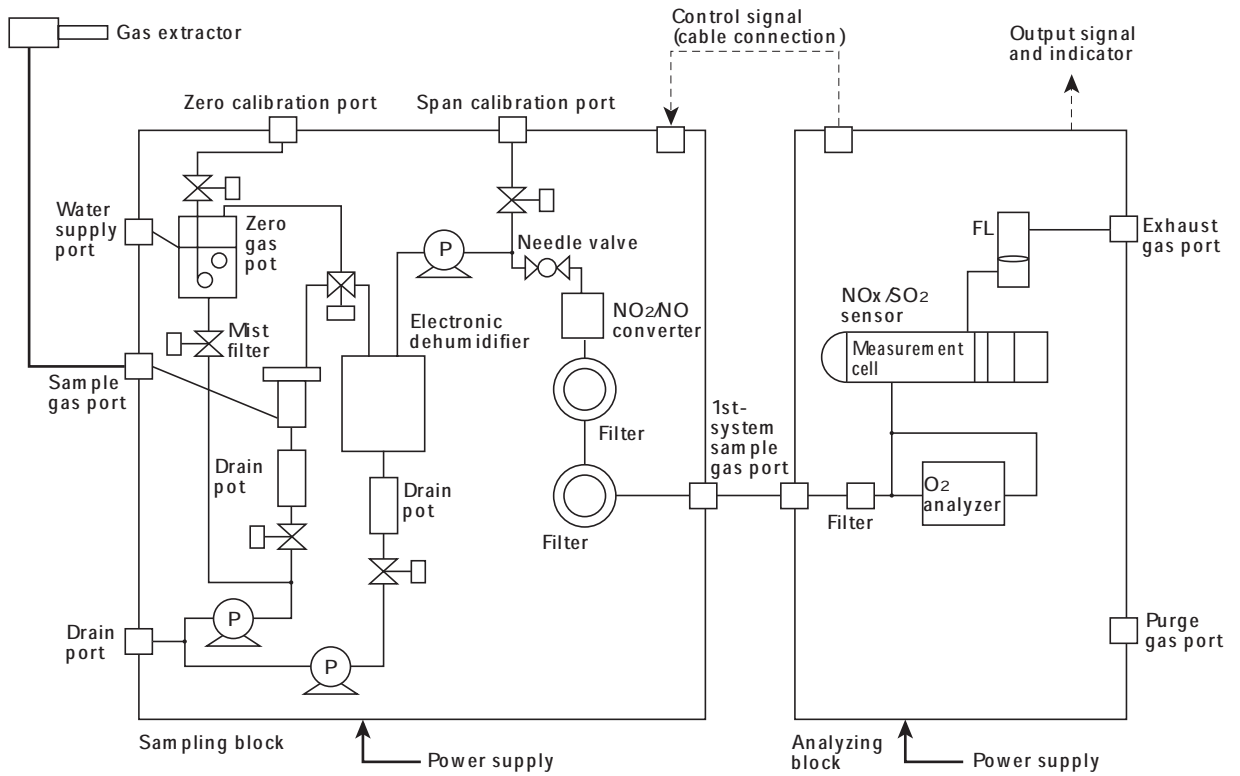 Gas extractor
Control signal
(cable connection)
Output signal
and indicator
Zero calibration port
Span calibration port
Water
supply
port
Zero
gas
pot
P
Needle valve
FL
Exhaust
gas port
NO2/NO
converter
NOx/SO2
sensor
Mist
filter
Electronic
dehumidifier
Measurement
cell
Sample
gas port
Filter
1st-
system
sample
gas port
Drain
pot
Drain
pot
O2
analyzer
Filter
Filter
Drain
port
P
P
Purge
gas port
Sampling block
Power supply
Analyzing
block
Power supply